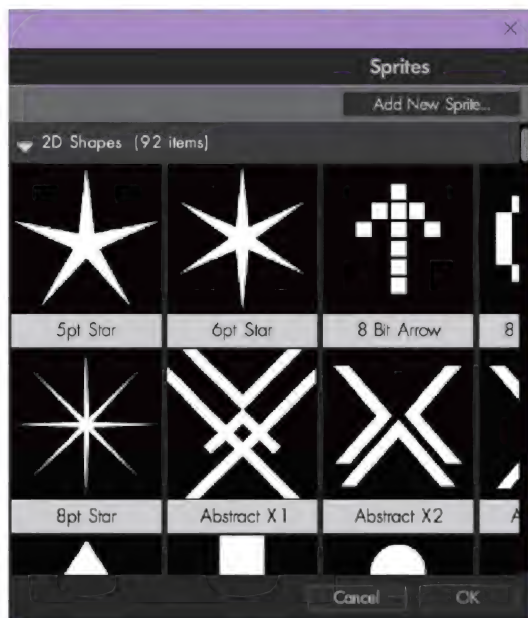 Sprites
Add New Sprite...
2D Shapes (92 items)
5pt Star
6pt Star
8 Bit Arrow
8
8pt Star
Abstract X1
Abstract X2
Cancel
OK